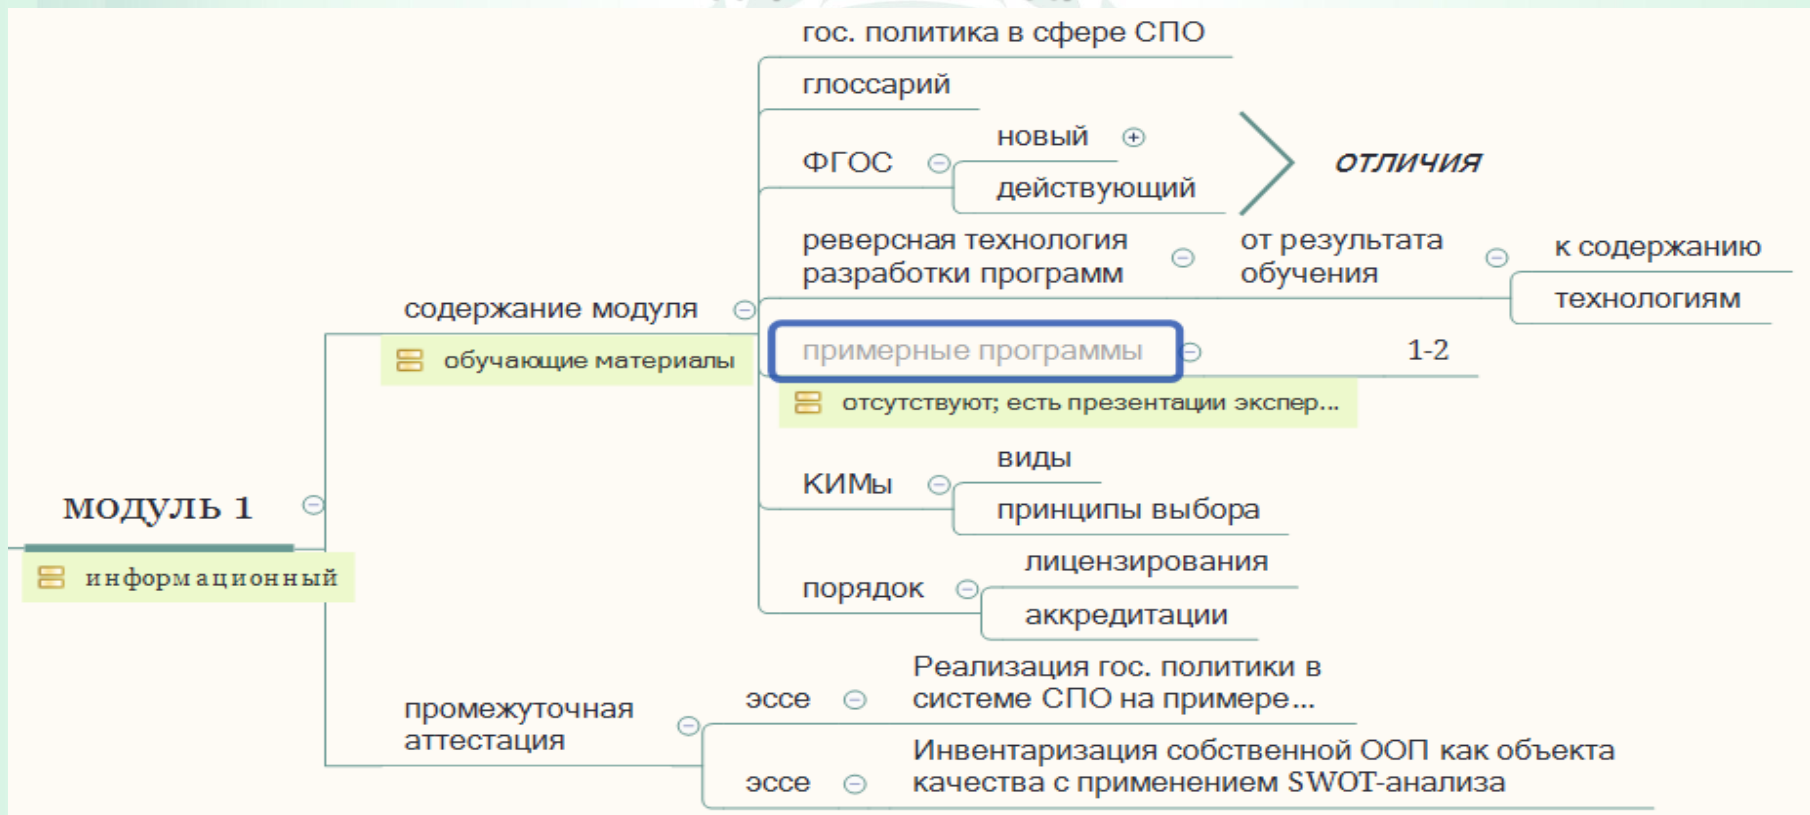 гос. политика в сфере СПО
глоссарий
ФГОС
новый
действующий
отличия
реверсная технология
разработки программ
от результата
обучения
к содержанию
технологиям
содержание модуля
обучающие материалы
примерные программы
1-2
отсутствуют; есть презентации экспер...
КИМы
виды
принципы выбора
порядок
лицензирования
аккредитации
модуль 1
информационный
промежуточная
аттестация
эссе
Реализация гос. политики в
системе СПО на примере...
эссе
Инвентаризация собственной ООП как объекта
качества с применением SWOT-анализа